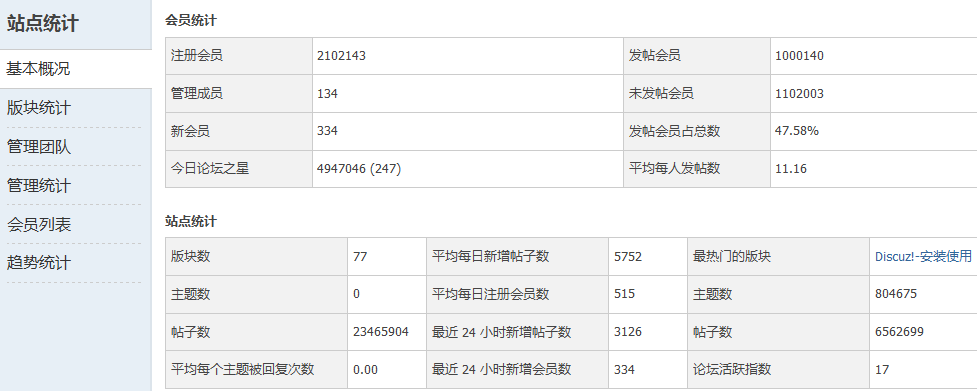 站点统计
基本概况
版块统计
管理团队
管理统计
会员列表
趋势统计
会员统计
注册会员 2102143 发帖会员 1000140
管理成员 134 未发帖会员 1102003
新会员 334 发帖会员占总数 47.58%
今日论坛之星 4947046 (247) 平均每人发帖数 11.16
站点统计
版块数 77 平均每日新增帖子数 5752 最热门的版块 Discuz!-安装使用
主题数 0 平均每日注册会员数 515 主题数 804675
帖子数 23465904 最近 24 小时新增帖子数 3126 帖子数 6562699
平均每个主题被回复次数 0.00 最近 24 小时新增会员数 334 论坛活跃指数 17